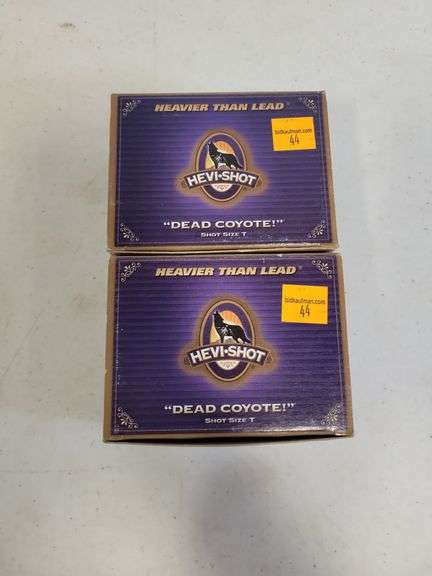 HEAVIER THAN LEAD®
bidkaufman.com
44
HEVI•SHOT
"DEAD COYOTE!"
SHOT SIZE T
HEAVIER THAN LEAD®
bidkaufman.com
44
HEVI•SHOT
"DEAD COYOTE!"
SHOT SIZE T